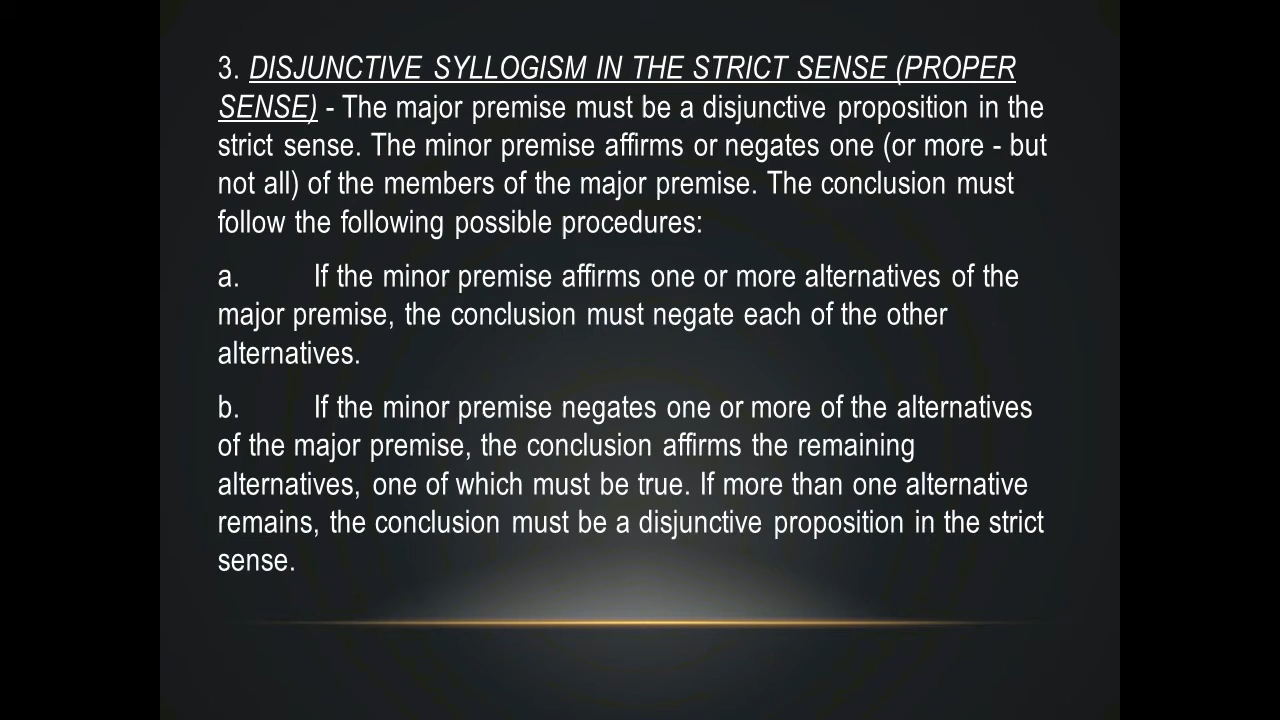 3. DISJUNCTIVE SYLLOGISM IN THE STRICT SENSE (PROPER
SENSE) - The major premise must be a disjunctive proposition in the
strict sense. The minor premise affirms or negates one (or more - but
not all) of the members of the major premise. The conclusion must
follow the following possible procedures:
a. If the minor premise affirms one or more alternatives of the
major premise, the conclusion must negate each of the other
alternatives.
b. If the minor premise negates one or more of the alternatives
of the major premise, the conclusion affirms the remaining
alternatives, one of which must be true. If more than one alternative
remains, the conclusion must be a disjunctive proposition in the strict
sense.